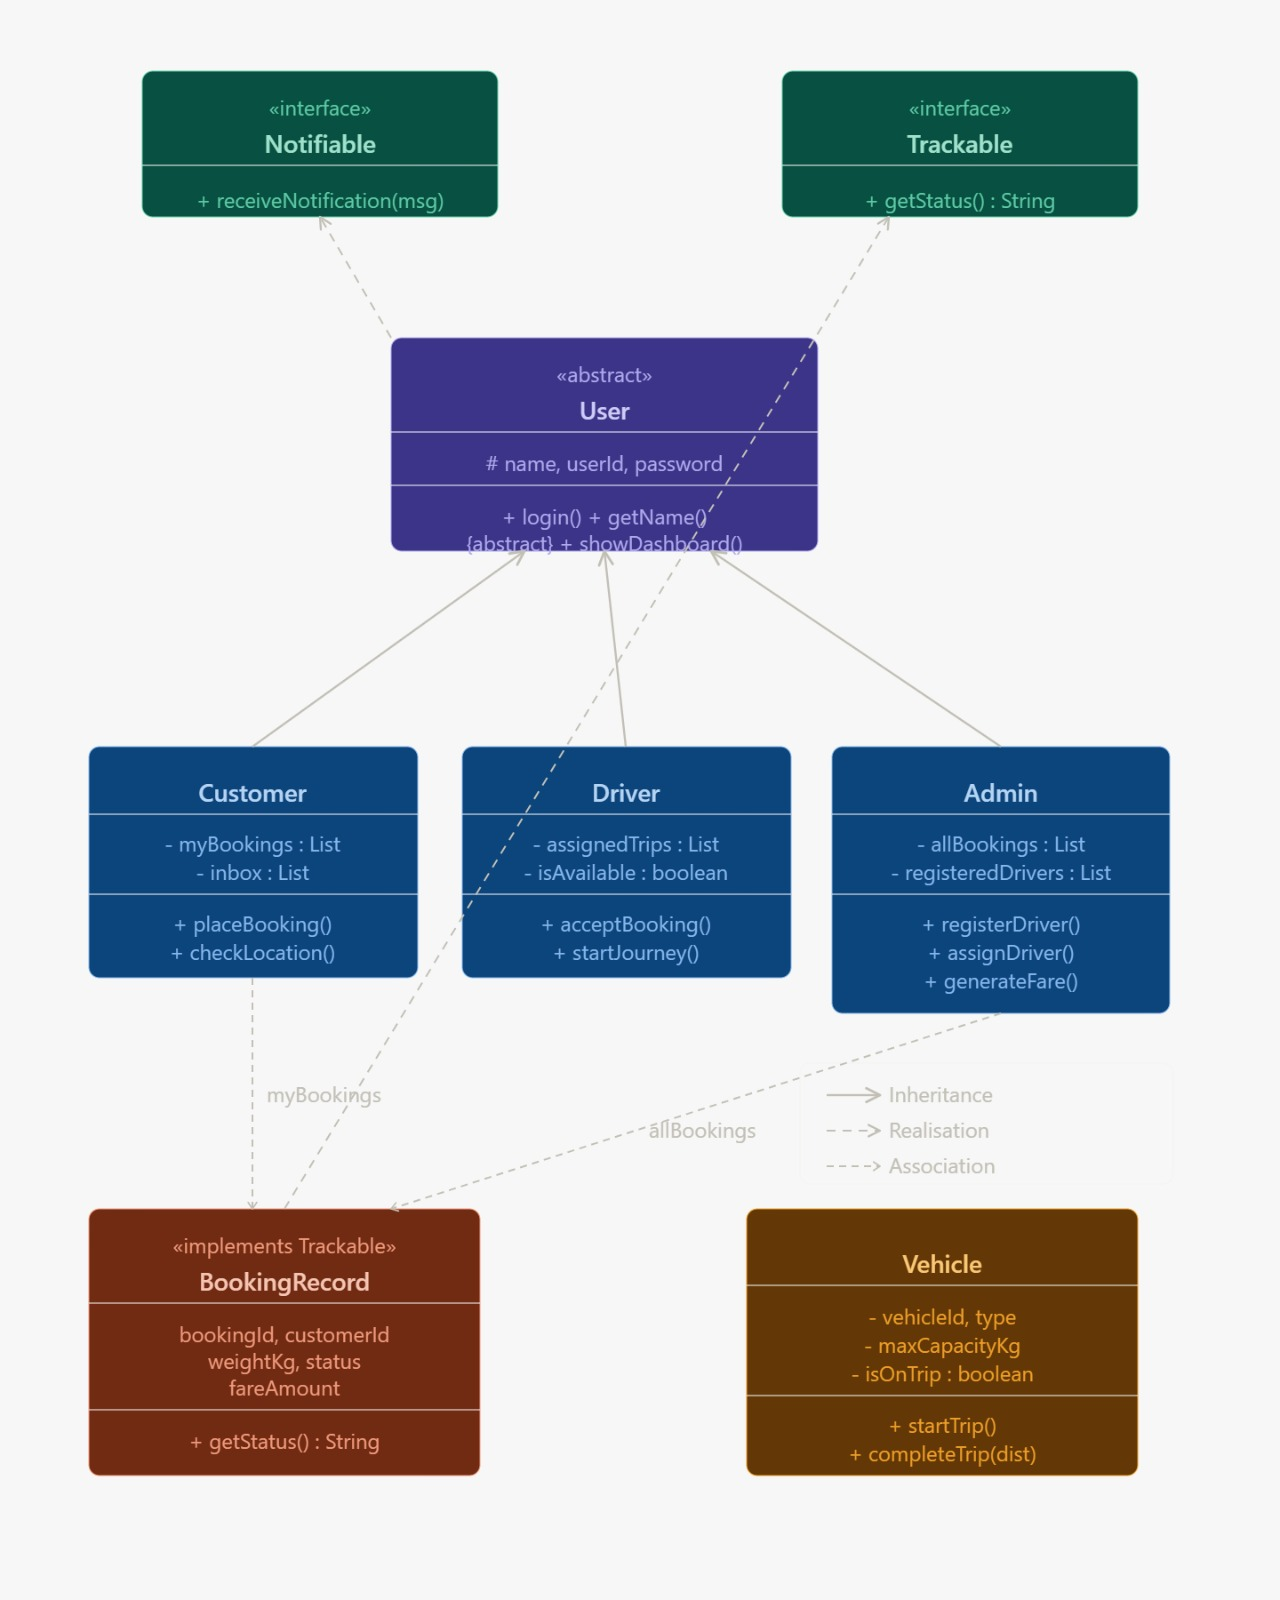 «interface»
Notifiable
+ receiveNotification(msg)
«interface»
Trackable
+ getStatus() : String
«abstract»
User
# name, userId, password
+ login() + getName()
{abstract} + showDashboard()
Customer
- myBookings : List
- inbox : List
+ placeBooking()
+ checkLocation()
Driver
- assignedTrips : List
- isAvailable : boolean
+ acceptBooking()
+ startJourney()
Admin
- allBookings : List
- registeredDrivers : List
+ registerDriver()
+ assignDriver()
+ generateFare()
myBookings
allBookings
Inheritance
Realisation
Association
«implements Trackable»
BookingRecord
bookingId, customerId
weightKg, status
fareAmount
+ getStatus() : String
Vehicle
- vehicleId, type
- maxCapacityKg
- isOnTrip : boolean
+ startTrip()
+ completeTrip(dist)